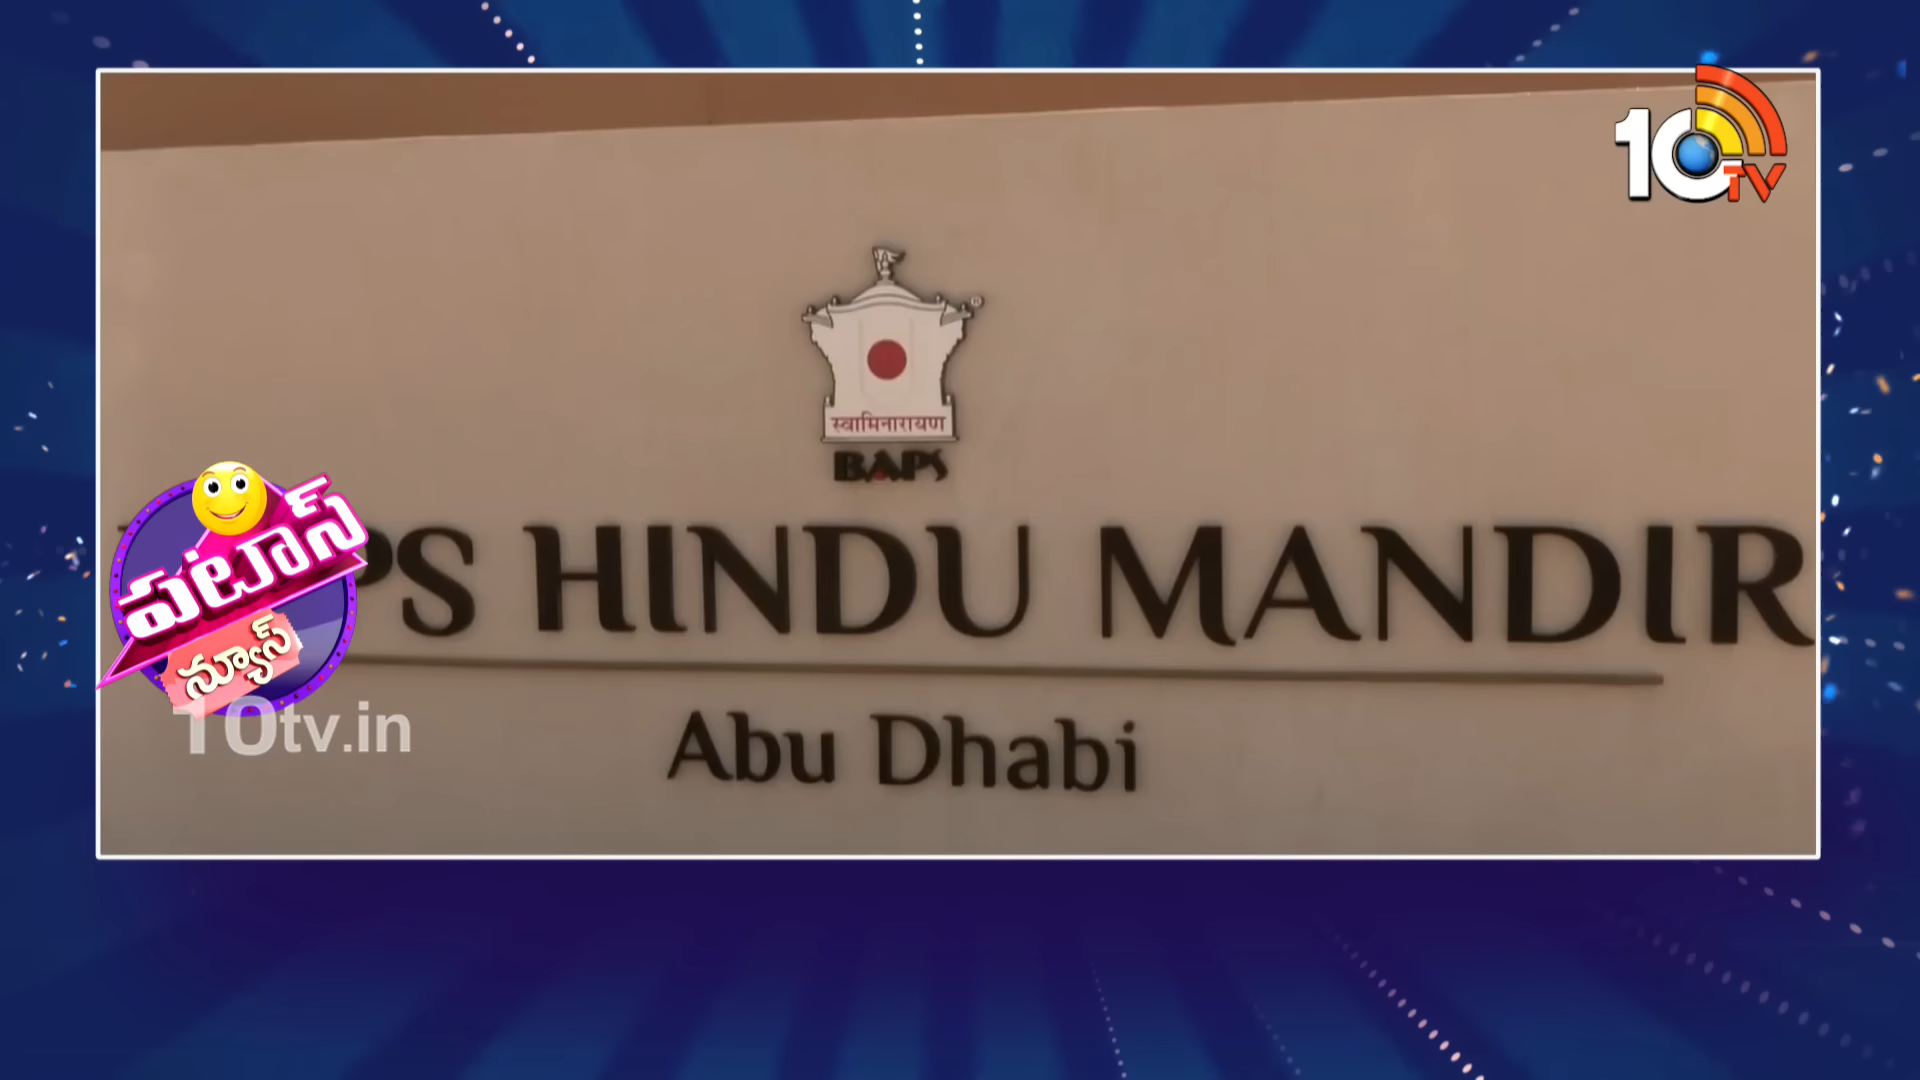 10TV
स्वामिनारायण
BAPS
PS HINDU MANDIR
Abu Dhabi
పటాస్
న్యూస్
10tv.in